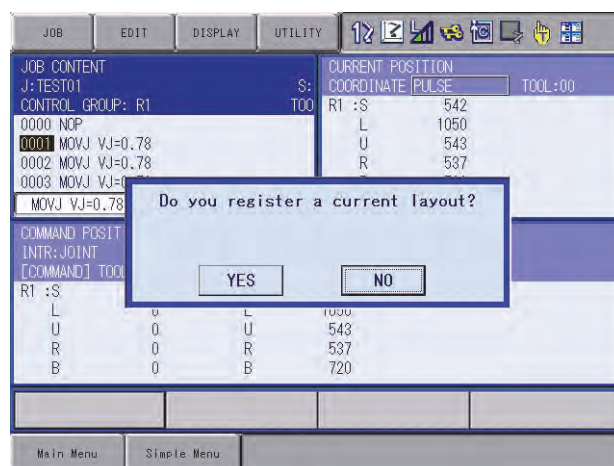 JOB EDIT DISPLAY UTILITY
JOB CONTENT
J:TEST01 S:
CONTROL GROUP: R1 TOO
0000 NOP
0001 MOVJ VJ=0.78
0002 MOVJ VJ=0.78
0003 MOVJ
MOVJ VJ=0.78
CURRENT POSITION
COORDINATE PULSE TOOL:00
R1 :S 542
L 1050
U 543
R 537
Do you register a current layout?
YES NO
COMMAND POSIT
INTR:JOINT
[COMMAND] TOOL
R1 :S
L 0 L 1050
U 0 U 543
R 0 R 537
B 0 B 720
Main Menu Simple Menu